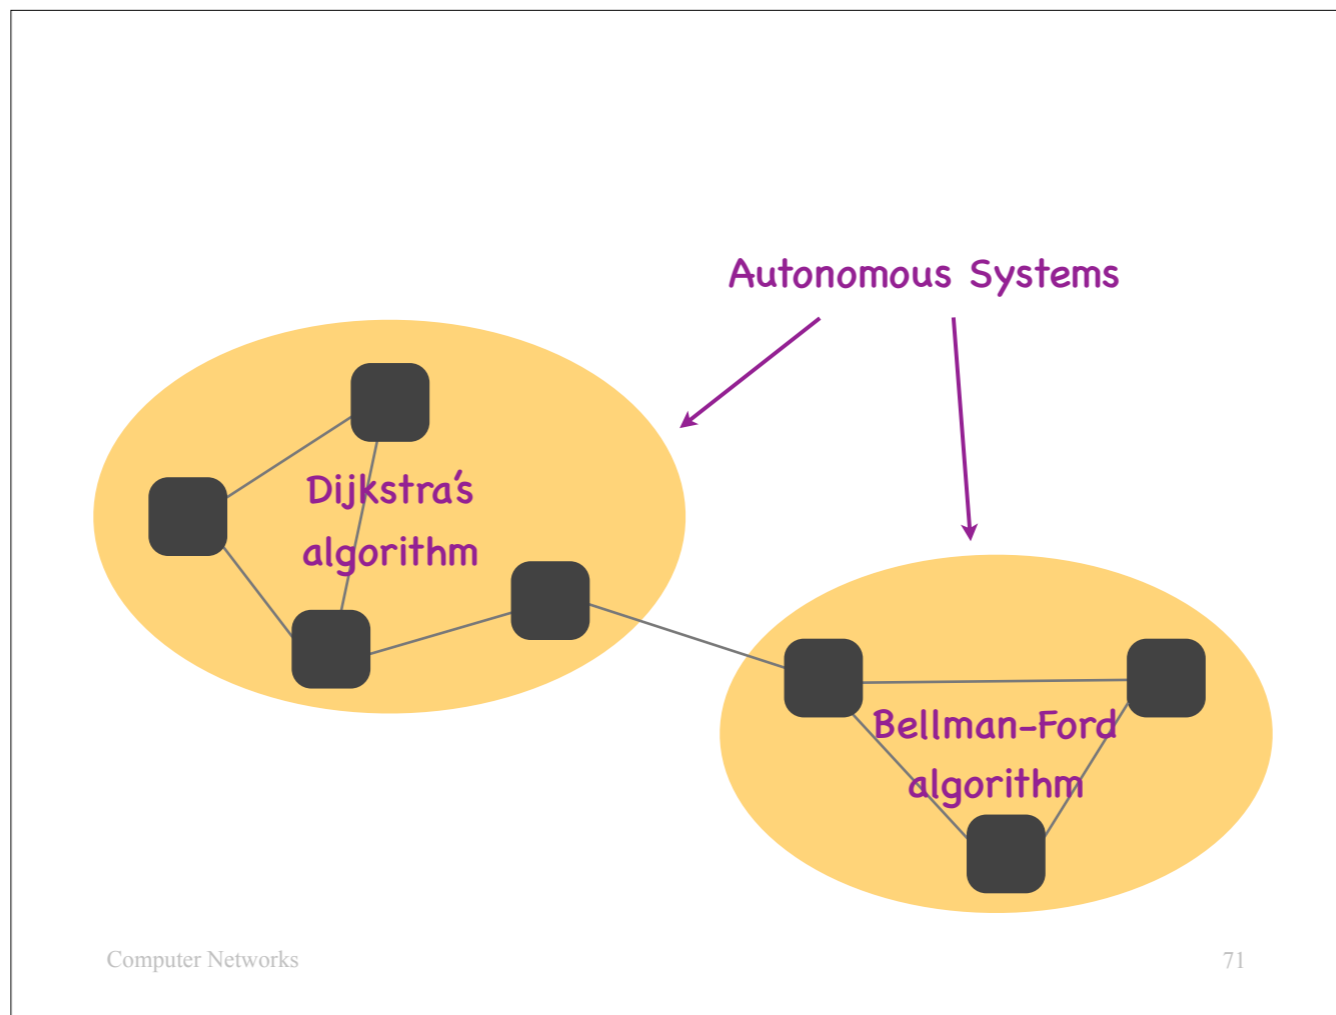 Autonomous Systems
Dijkstra's
algorithm
Bellman-Ford
algorithm
Computer Networks
71